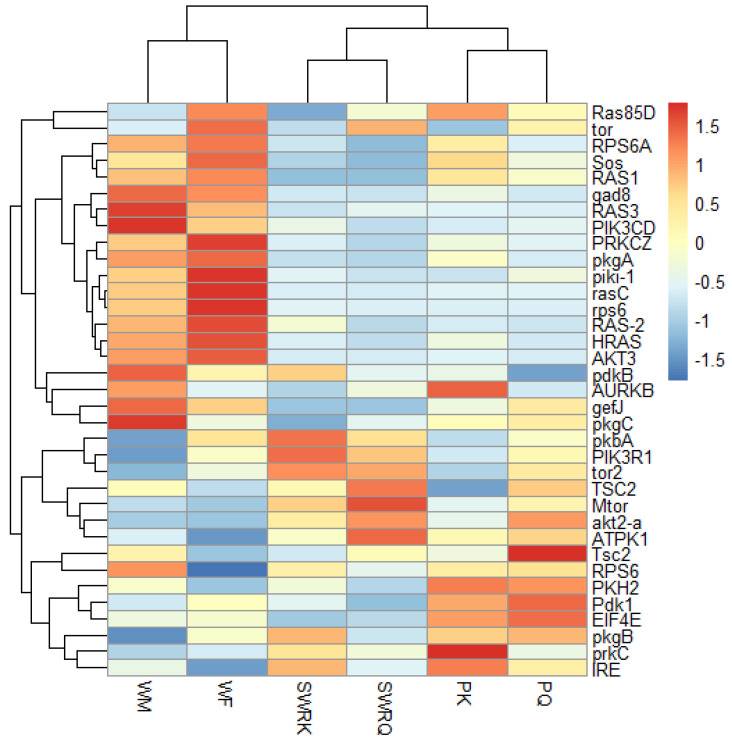 Ras85D
tor
RPS6A
Sos
RAS1
gad8
RAS3
PIK3CD
PRKCZ
pkgA
piki-1
rasC
rps6
RAS-2
HRAS
AKT3
pdkB
AURKB
gefJ
pkgC
pkbA
PIK3R1
tor2
TSC2
Mtor
akt2-a
ATPK1
Tsc2
RPS6
PKH2
Pdk1
EIF4E
pkgB
prkC
IRE
1.5
1
0.5
0
-0.5
-1
-1.5
WM
WF
SWRK
SWRQ
PK
PQ